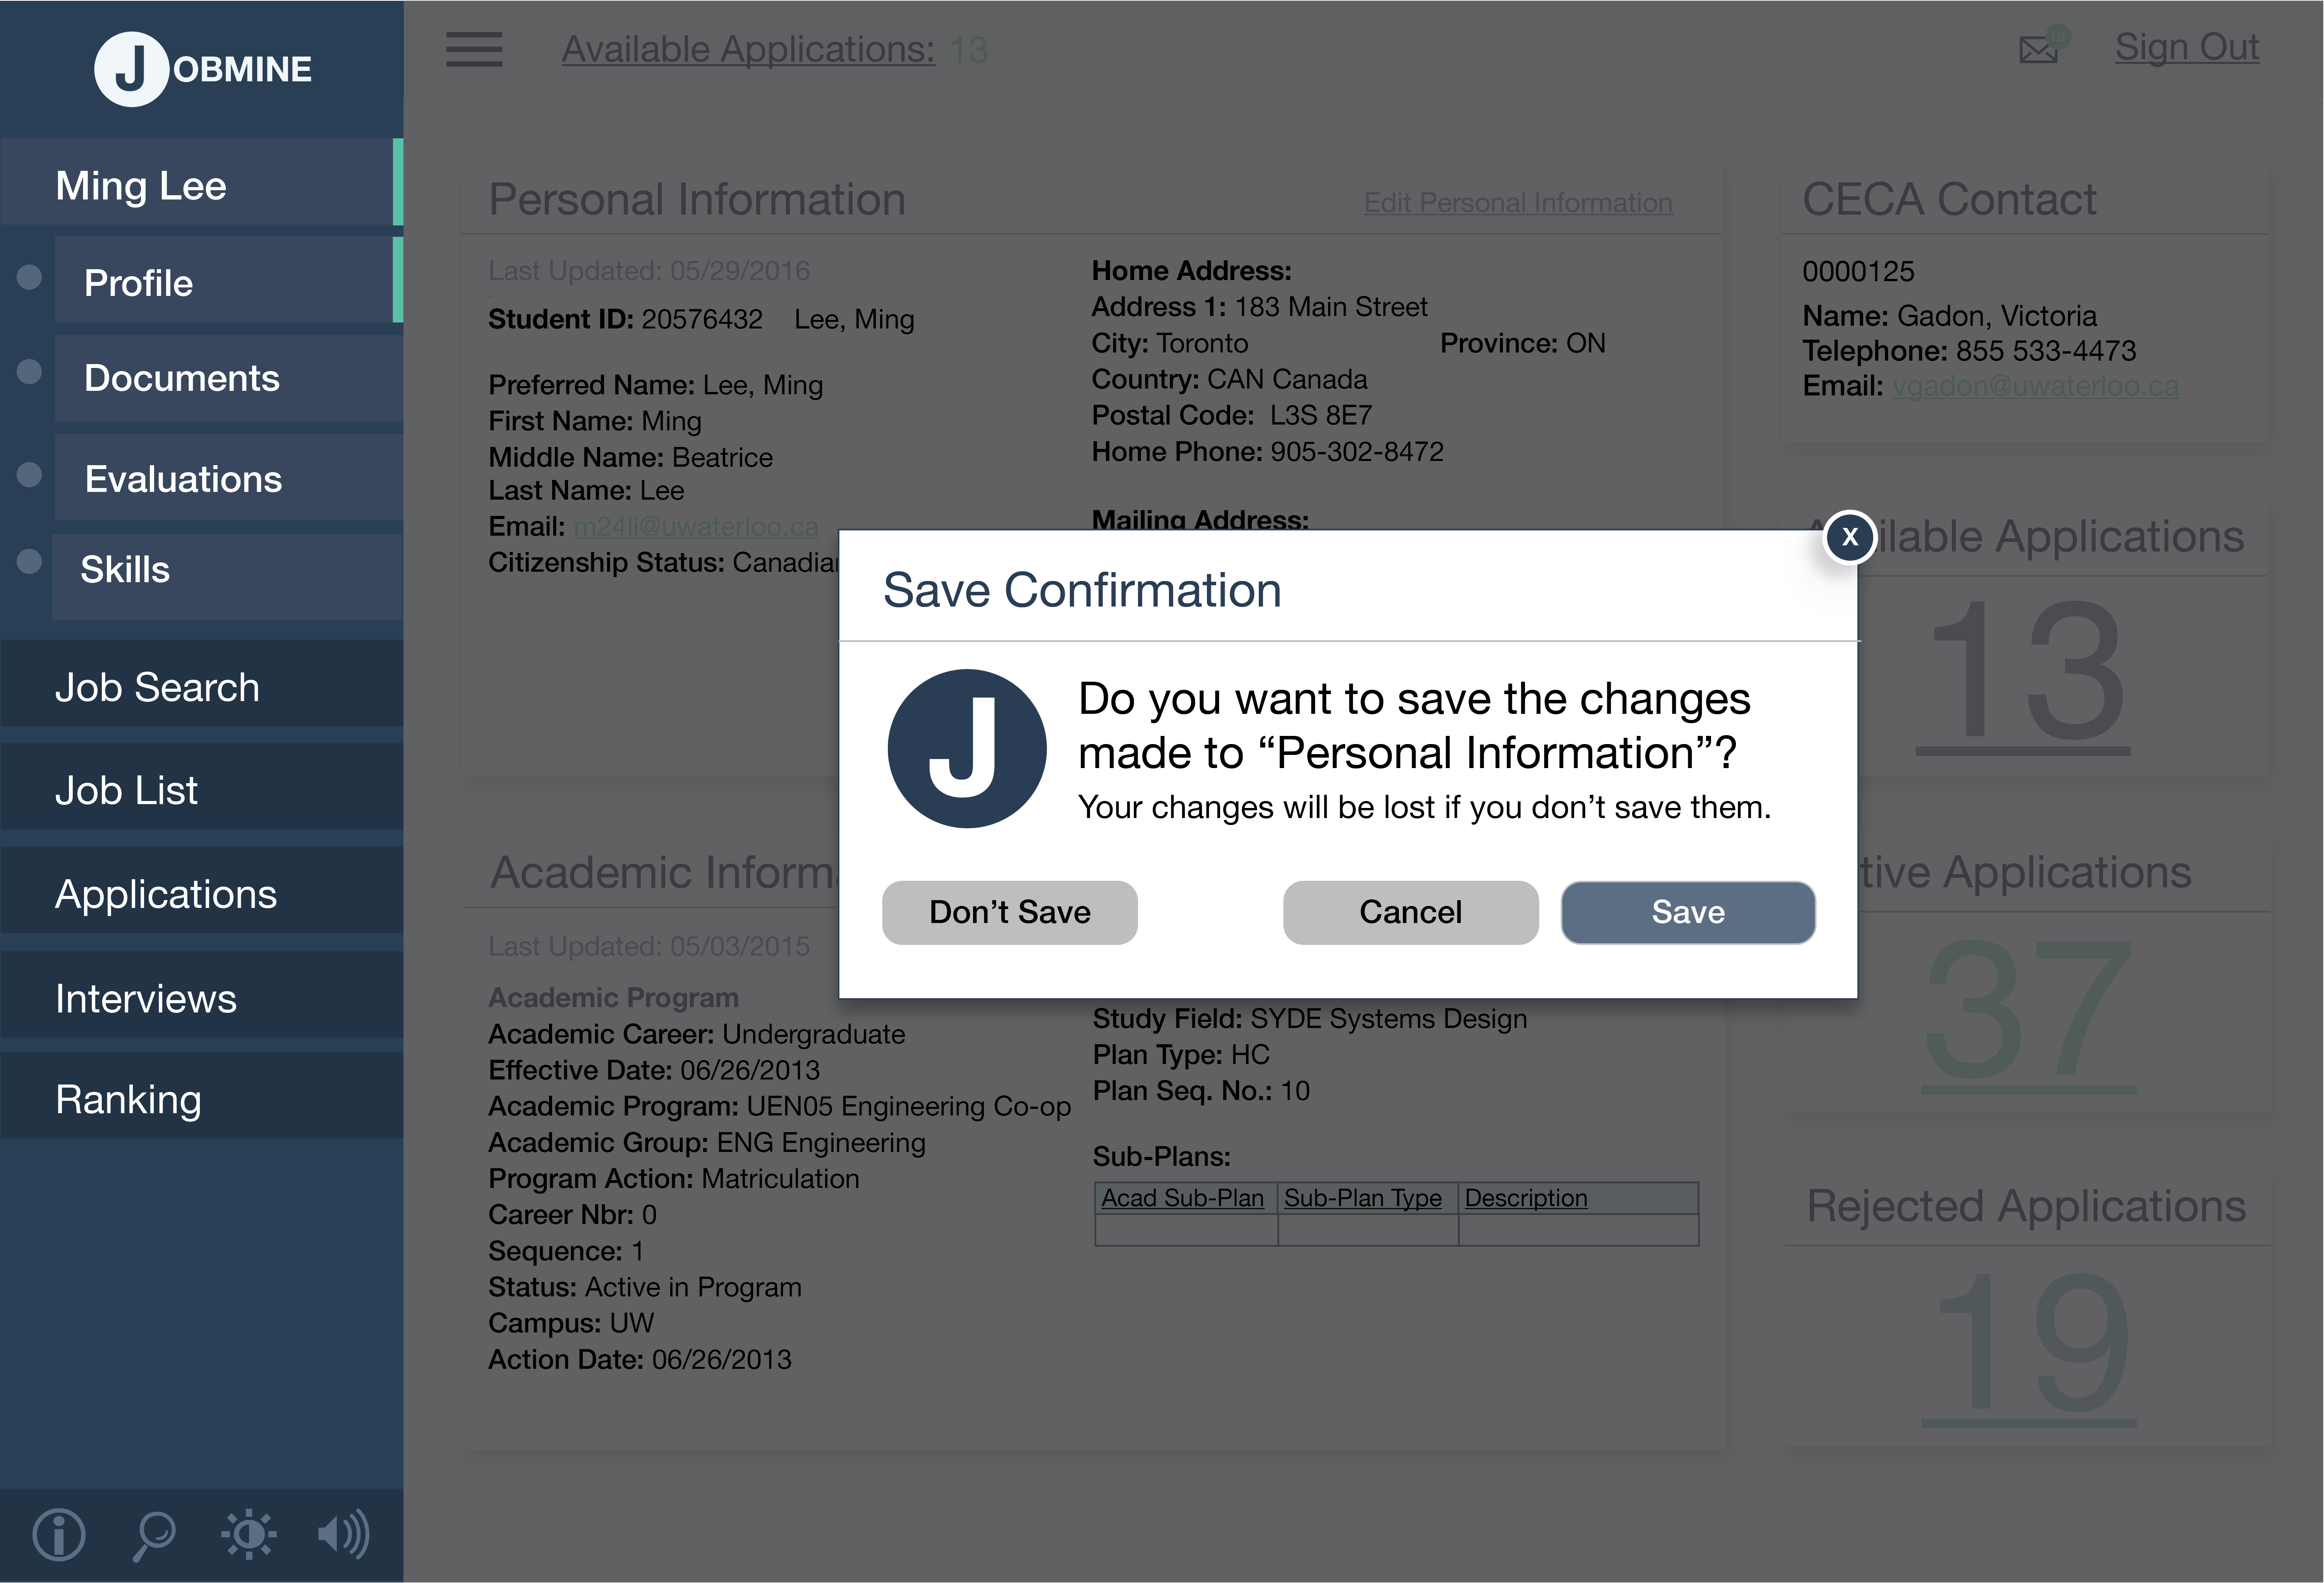 JOBMINE
Available Applications: 13
18
Sign Out
Ming Lee
Profile
Documents
Evaluations
Skills
Job Search
Job List
Applications
Interviews
Ranking
Personal Information
Edit Personal Information
Last Updated: 05/29/2016
Student ID: 20576432 Lee, Ming
Preferred Name: Lee, Ming
First Name: Ming
Middle Name: Beatrice
Last Name: Lee
Email: m24li@uwaterloo.ca
Citizenship Status: Canadian
Home Address:
Address 1: 183 Main Street
City: Toronto Province: ON
Country: CAN Canada
Postal Code: L3S 8E7
Home Phone: 905-302-8472
Mailing Address:
CECA Contact
0000125
Name: Gadon, Victoria
Telephone: 855 533-4473
Email: vgadon@uwaterloo.ca
ilable Applications
13
X
Save Confirmation
J
Do you want to save the changes
made to “Personal Information”?
Your changes will be lost if you don’t save them.
Don’t Save
Cancel
Save
Academic Inform
Last Updated: 05/03/2015
Academic Program
Academic Career: Undergraduate
Effective Date: 06/26/2013
Academic Program: UEN05 Engineering Co-op
Academic Group: ENG Engineering
Program Action: Matriculation
Career Nbr: 0
Sequence: 1
Status: Active in Program
Campus: UW
Action Date: 06/26/2013
Study Field: SYDE Systems Design
Plan Type: HC
Plan Seq. No.: 10
Sub-Plans:
Acad Sub-Plan Sub-Plan Type Description
tive Applications
37
Rejected Applications
19